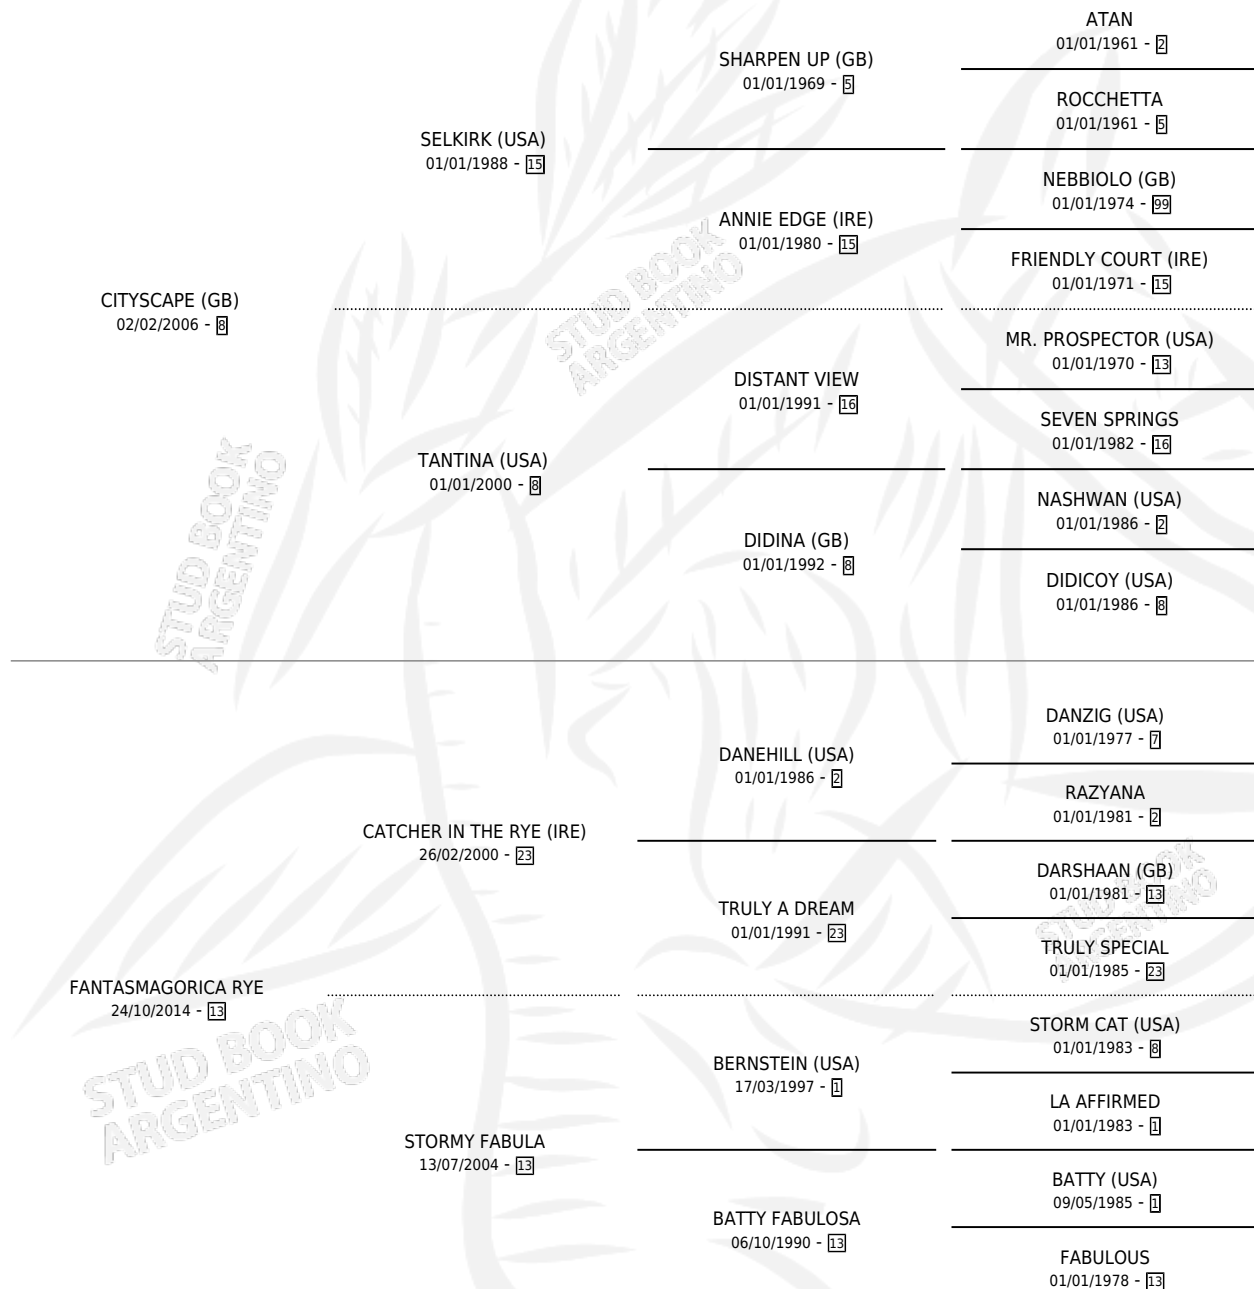 ATAN
01/01/1961 - 2
SHARPEN UP (GB)
01/01/1969 - 5
ROCCHETTA
01/01/1961 - 5
SELKIRK (USA)
01/01/1988 - 15
NEBBIOLO (GB)
01/01/1974 - 99
ANNIE EDGE (IRE)
01/01/1980 - 15
FRIENDLY COURT (IRE)
01/01/1971 - 15
CITYSCAPE (GB)
02/02/2006 - 8
MR. PROSPECTOR (USA)
01/01/1970 - 13
DISTANT VIEW
01/01/1991 - 16
SEVEN SPRINGS
01/01/1982 - 16
TANTINA (USA)
01/01/2000 - 8
NASHWAN (USA)
01/01/1986 - 2
DIDINA (GB)
01/01/1992 - 8
DIDICOY (USA)
01/01/1986 - 8
STUD BOOK
ARGENTINO
STUD BOOK
ARGENTINO
DANZIG (USA)
01/01/1977 - 7
DANEHILL (USA)
01/01/1986 - 2
RAZYANA
01/01/1981 - 2
CATCHER IN THE RYE (IRE)
26/02/2000 - 23
DARSHAAN (GB)
01/01/1981 - 13
TRULY A DREAM
01/01/1991 - 23
TRULY SPECIAL
01/01/1985 - 23
STUD BOOK
ARGENTINO
FANTASMAGORICA RYE
24/10/2014 - 13
STORM CAT (USA)
01/01/1983 - 8
BERNSTEIN (USA)
17/03/1997 - 1
LA AFFIRMED
01/01/1983 - 1
STUD BOOK
ARGENTINO
STORMY FABULA
13/07/2004 - 13
BATTY (USA)
09/05/1985 - 1
BATTY FABULOSA
06/10/1990 - 13
FABULOUS
01/01/1978 - 13